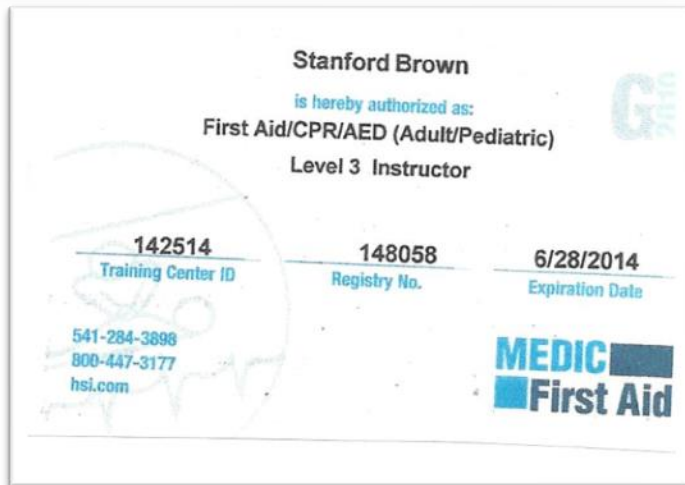 Stanford Brown
is hereby authorized as:
First Aid/CPR/AED (Adult/Pediatric)
Level 3 Instructor
G2010
142514
Training Center ID
148058
Registry No.
6/28/2014
Expiration Date
541-284-3898
800-447-3177
hsi.com
MEDIC
First Aid